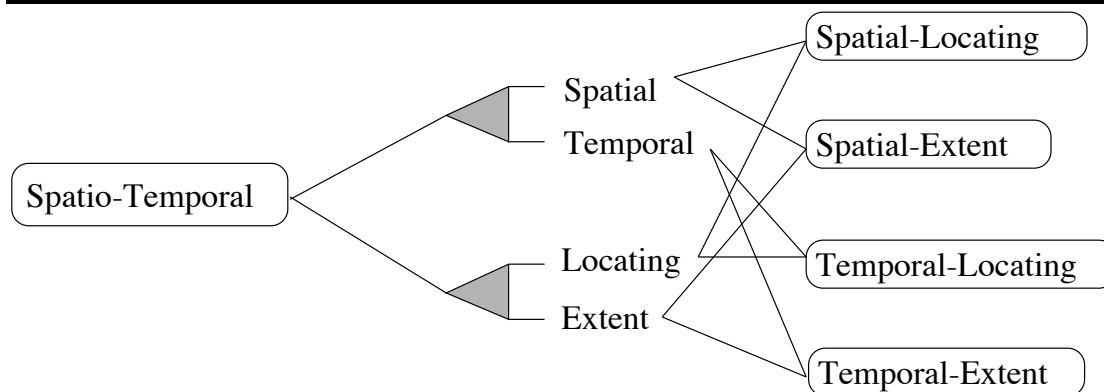 Spatio-Temporal
Spatial
Temporal
Locating
Extent
Spatial-Locating
Spatial-Extent
Temporal-Locating
Temporal-Extent